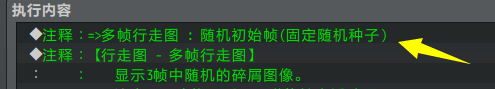 执行内容
◆注释：=>多帧行走图 : 随机初始帧(固定随机种子)
◆注释：【行走图 - 多帧行走图】
:    :    显示3帧中随机的碎屑图像。